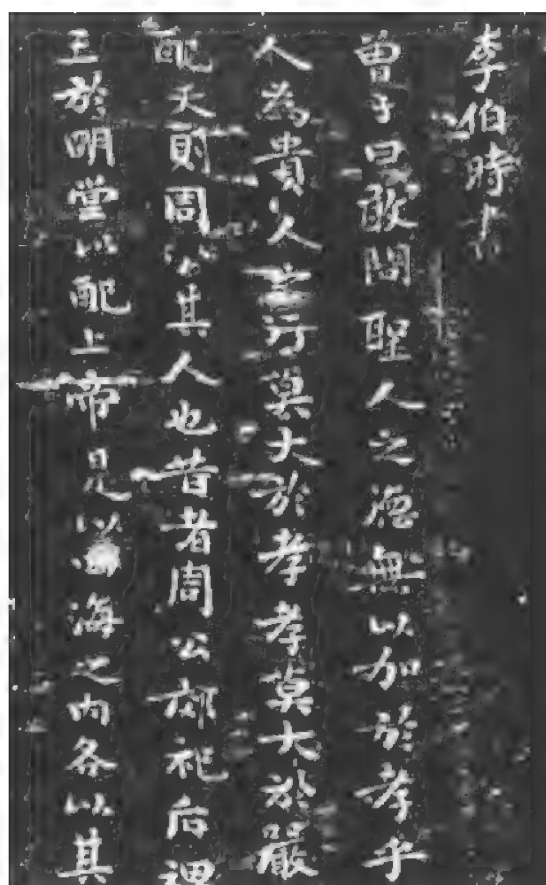 李伯時書
曾子曰敢問聖人之德無以加於孝乎
人為貴人之行莫大於孝孝莫大於嚴
配天則周公其人也昔者周公郊祀后稷
王於明堂以配上帝是以四海之內各以其